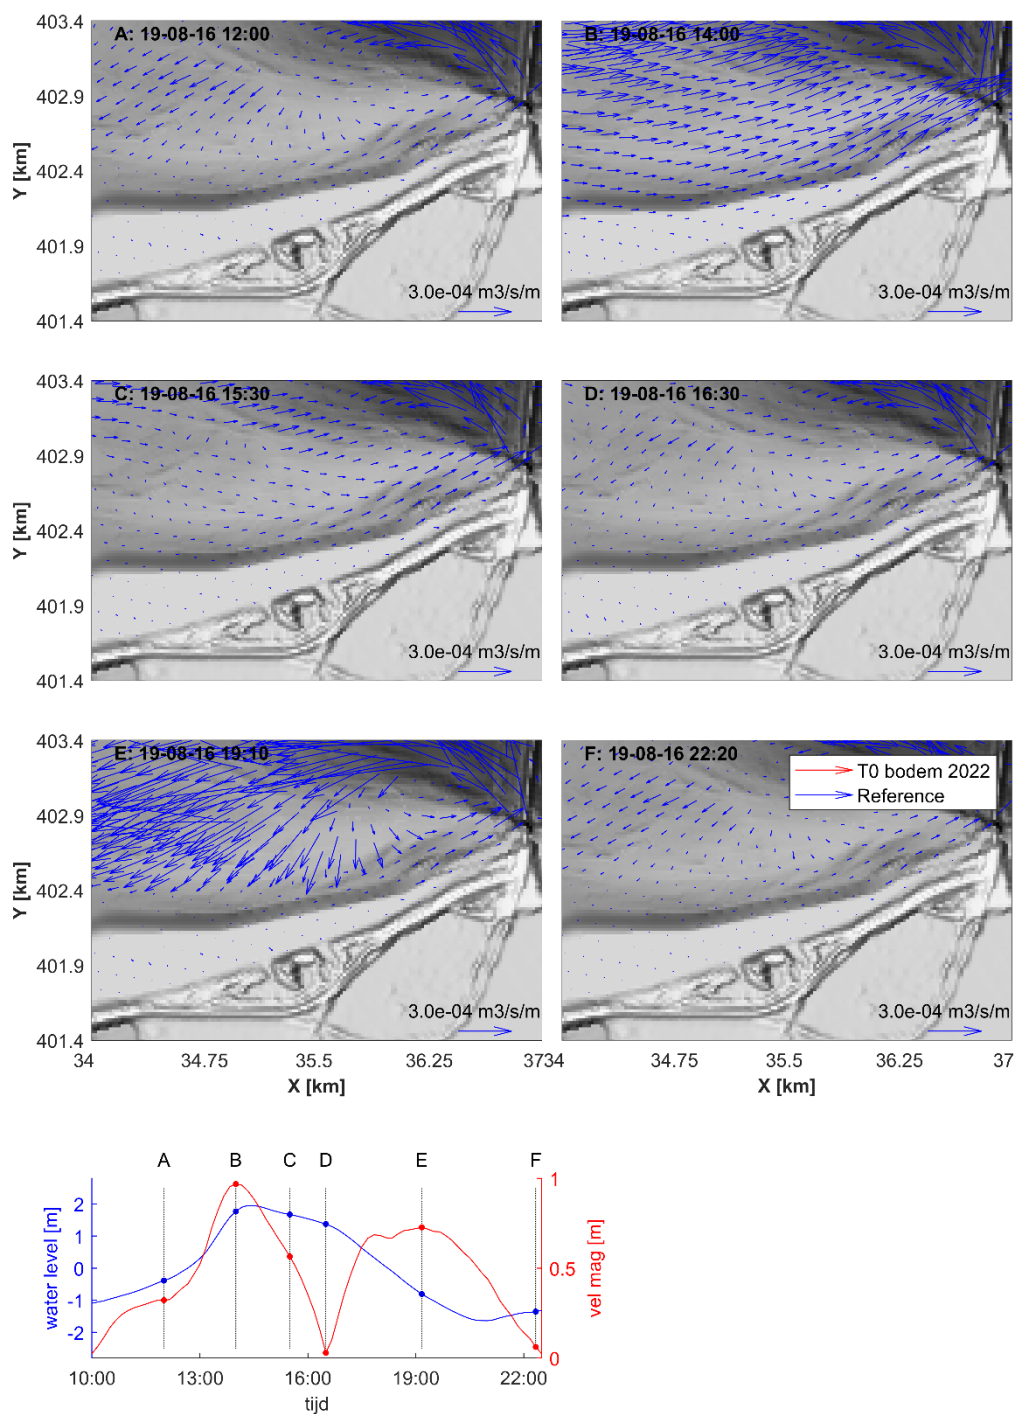 403.4
402.9
402.4
401.9
401.4
Y [km]
A: 19-08-16 12:00
3.0e-04 m3/s/m
B: 19-08-16 14:00
3.0e-04 m3/s/m
403.4
402.9
402.4
401.9
401.4
Y [km]
C: 19-08-16 15:30
3.0e-04 m3/s/m
D: 19-08-16 16:30
3.0e-04 m3/s/m
403.4
402.9
402.4
401.9
401.4
Y [km]
E: 19-08-16 19:10
3.0e-04 m3/s/m
F: 19-08-16 22:20
T0 bodem 2022
Reference
3.0e-04 m3/s/m
34 34.75 35.5 36.25 37
X [km]
34 34.75 35.5 36.25 37
X [km]
A B C D E F
2
1
0
-1
-2
water level [m]
1
0.5
0
vel mag [m]
10:00 13:00 16:00 19:00 22:00
tijd